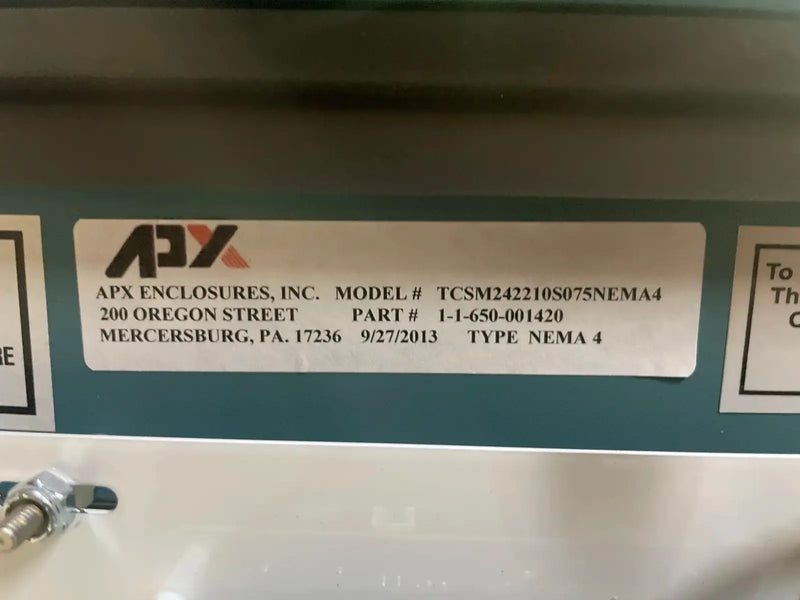 APX
APX ENCLOSURES, INC. MODEL # TCSM242210S075NEMA4
200 OREGON STREET PART # 1-1-650-001420
MERCERSBURG, PA. 17236 9/27/2013 TYPE NEMA 4
RE
To
Th
C